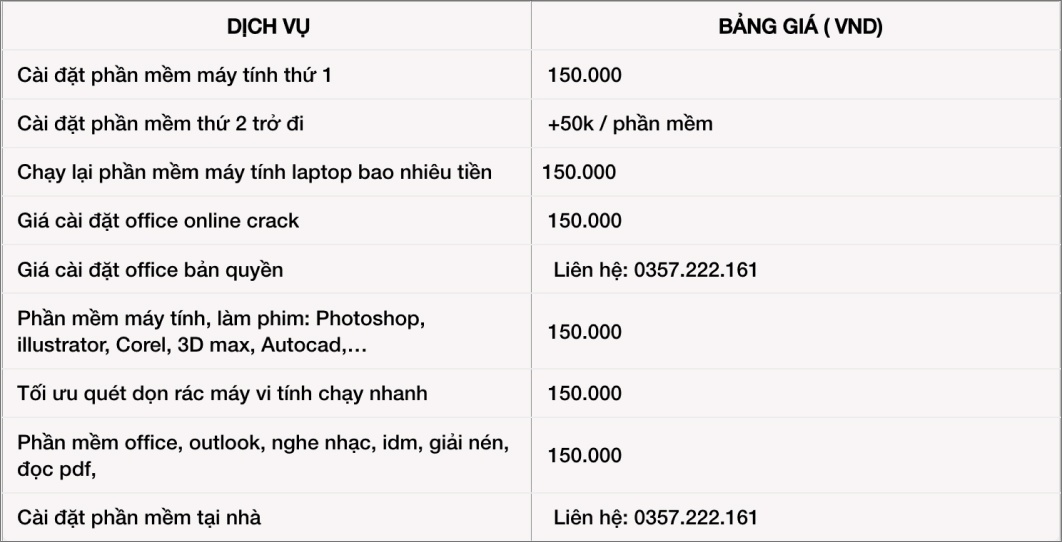 DỊCH VỤ
BẢNG GIÁ ( VND)
Cài đặt phần mềm máy tính thứ 1
150.000
Cài đặt phần mềm thứ 2 trở đi
+50k / phần mềm
Chạy lại phần mềm máy tính laptop bao nhiêu tiền
150.000
Giá cài đặt office online crack
150.000
Giá cài đặt office bản quyền
Liên hệ: 0357.222.161
Phần mềm máy tính, làm phim: Photoshop,
illustrator, Corel, 3D max, Autocad,...
150.000
Tối ưu quét dọn rác máy vi tính chạy nhanh
150.000
Phần mềm office, outlook, nghe nhạc, idm, giải nén,
đọc pdf,
150.000
Cài đặt phần mềm tại nhà
Liên hệ: 0357.222.161